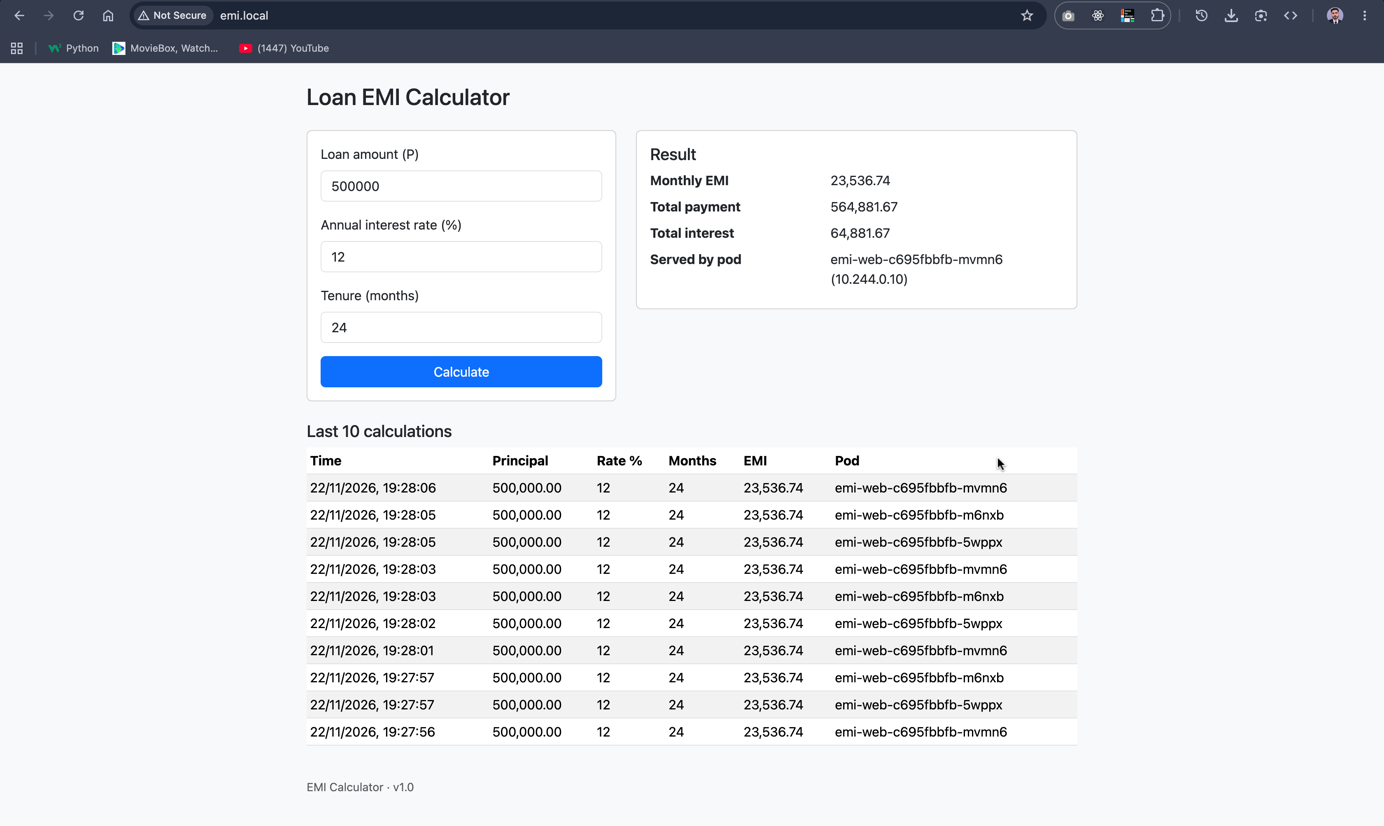 Not Secure emi.local
Python MovieBox, Watch... (1447) YouTube
Loan EMI Calculator
Loan amount (P)
500000
Annual interest rate (%)
12
Tenure (months)
24
Calculate
Result
Monthly EMI 23,536.74
Total payment 564,881.67
Total interest 64,881.67
Served by pod emi-web-c695fbbfb-mvmn6
(10.244.0.10)
Last 10 calculations
Time Principal Rate % Months EMI Pod
22/11/2026, 19:28:06 500,000.00 12 24 23,536.74 emi-web-c695fbbfb-mvmn6
22/11/2026, 19:28:05 500,000.00 12 24 23,536.74 emi-web-c695fbbfb-m6nxb
22/11/2026, 19:28:05 500,000.00 12 24 23,536.74 emi-web-c695fbbfb-5wppx
22/11/2026, 19:28:03 500,000.00 12 24 23,536.74 emi-web-c695fbbfb-mvmn6
22/11/2026, 19:28:03 500,000.00 12 24 23,536.74 emi-web-c695fbbfb-m6nxb
22/11/2026, 19:28:02 500,000.00 12 24 23,536.74 emi-web-c695fbbfb-5wppx
22/11/2026, 19:28:01 500,000.00 12 24 23,536.74 emi-web-c695fbbfb-mvmn6
22/11/2026, 19:27:57 500,000.00 12 24 23,536.74 emi-web-c695fbbfb-m6nxb
22/11/2026, 19:27:57 500,000.00 12 24 23,536.74 emi-web-c695fbbfb-5wppx
22/11/2026, 19:27:56 500,000.00 12 24 23,536.74 emi-web-c695fbbfb-mvmn6
EMI Calculator · v1.0